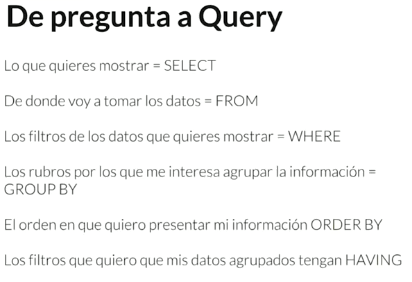 De pregunta a Query
Lo que quieres mostrar = SELECT
De donde voy a tomar los datos = FROM
Los filtros de los datos que quieres mostrar = WHERE
Los rubros por los que me interesa agrupar la información =
GROUP BY
El orden en que quiero presentar mi información ORDER BY
Los filtros que quiero que mis datos agrupados tengan HAVING